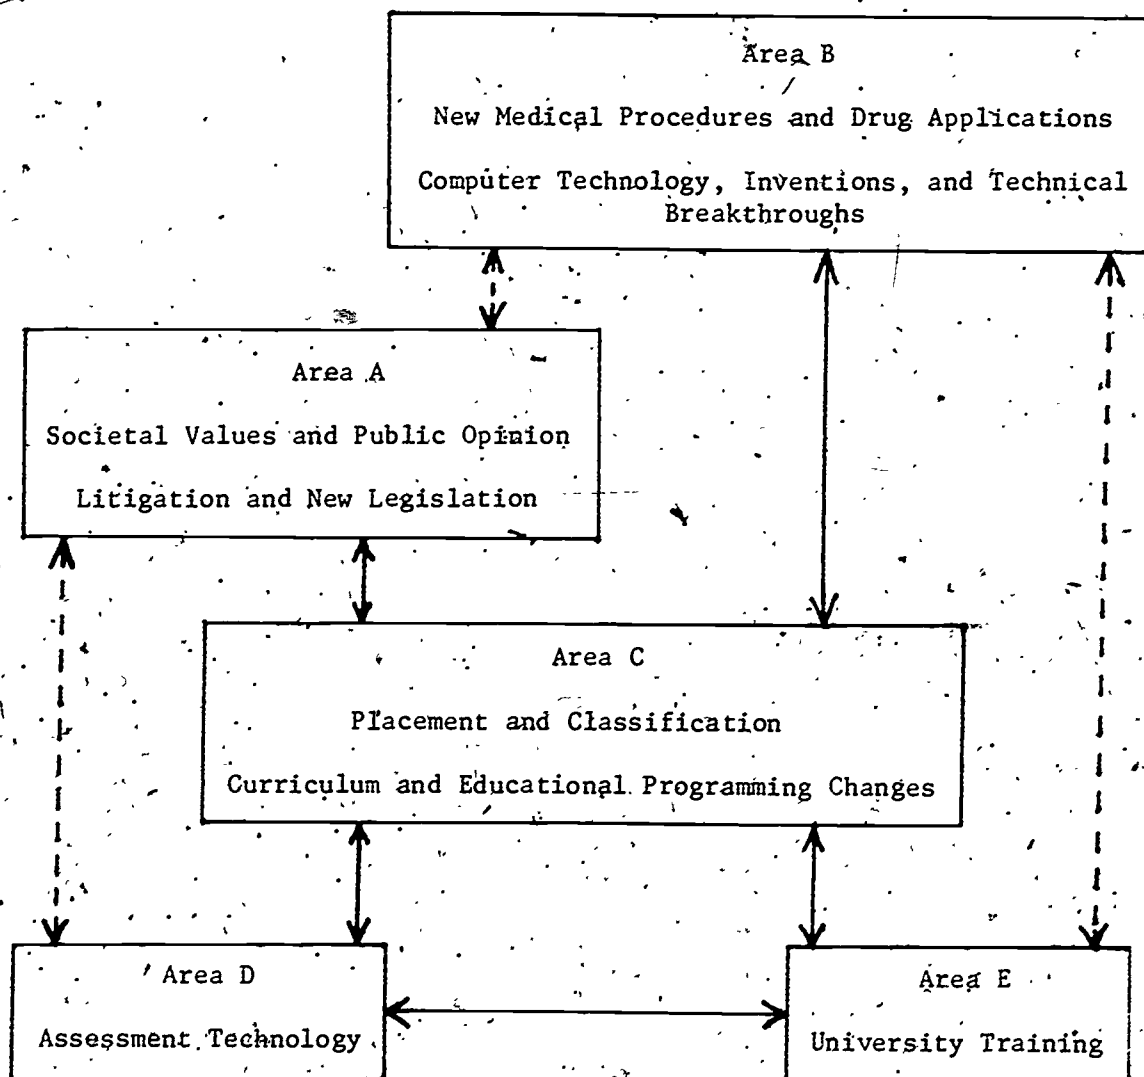 Area B
New Medical Procedures and Drug Applications
Computer Technology, Inventions, and Technical
Breakthroughs
Area A
Societal Values and Public Opinion
Litigation and New Legislation
Area C
Placement and Classification
Curriculum and Educational Programming Changes
Area D
Assessment Technology
Area E
University Training